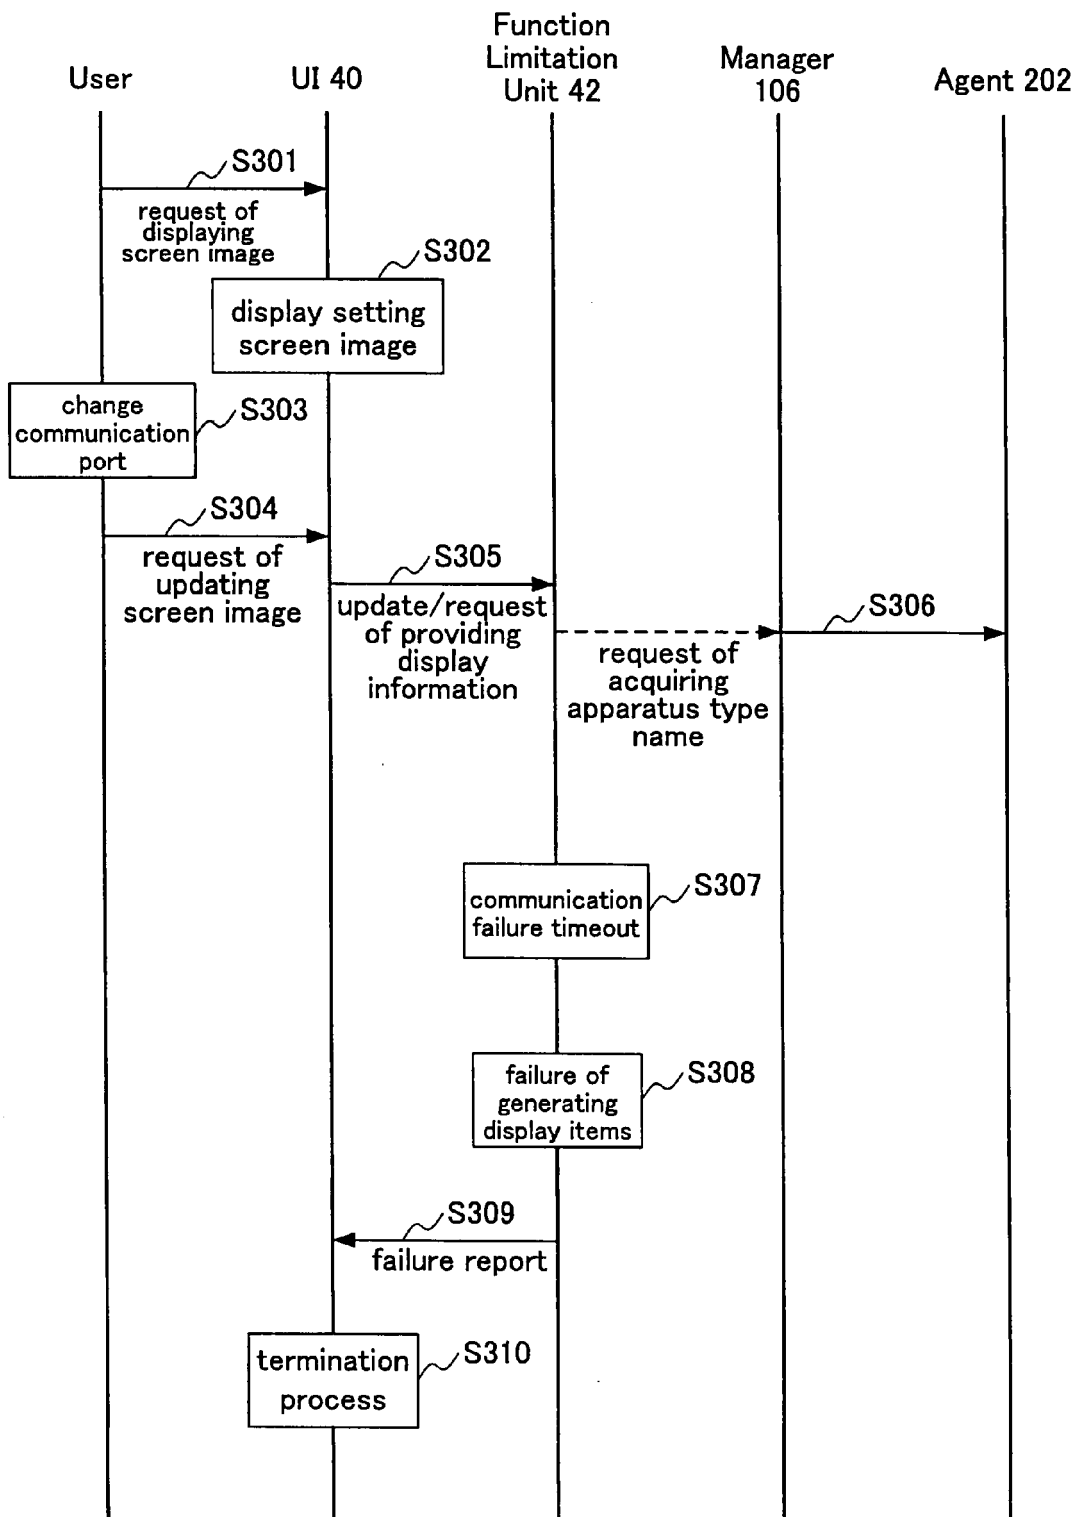 User
UI 40
Function
Limitation
Unit 42
Manager
106
Agent 202
S301
request of
displaying
screen image
S302
display setting
screen image
change
communication
port
S303
S304
request of
updating
screen image
S305
update/request
of providing
display
information
S306
request of
acquiring
apparatus type
name
communication
failure timeout
S307
failure of
generating
display items
S308
S309
failure report
termination
process
S310